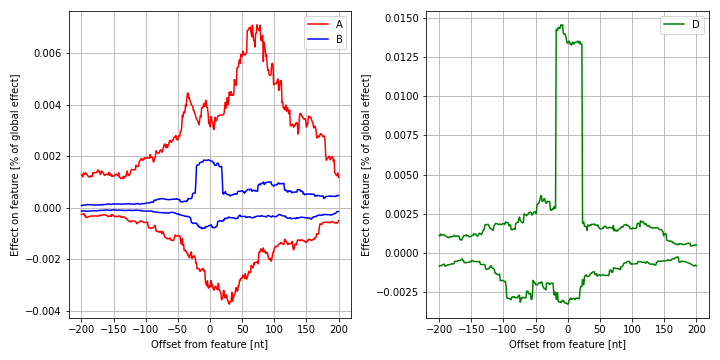 A
B
0.006
0.004
0.002
0.000
−0.002
−0.004
Effect on feature [% of global effect]
−200 −150 −100 −50 0 50 100 150 200
Offset from feature [nt]
D
0.0150
0.0125
0.0100
0.0075
0.0050
0.0025
0.0000
−0.0025
Effect on feature [% of global effect]
−200 −150 −100 −50 0 50 100 150 200
Offset from feature [nt]